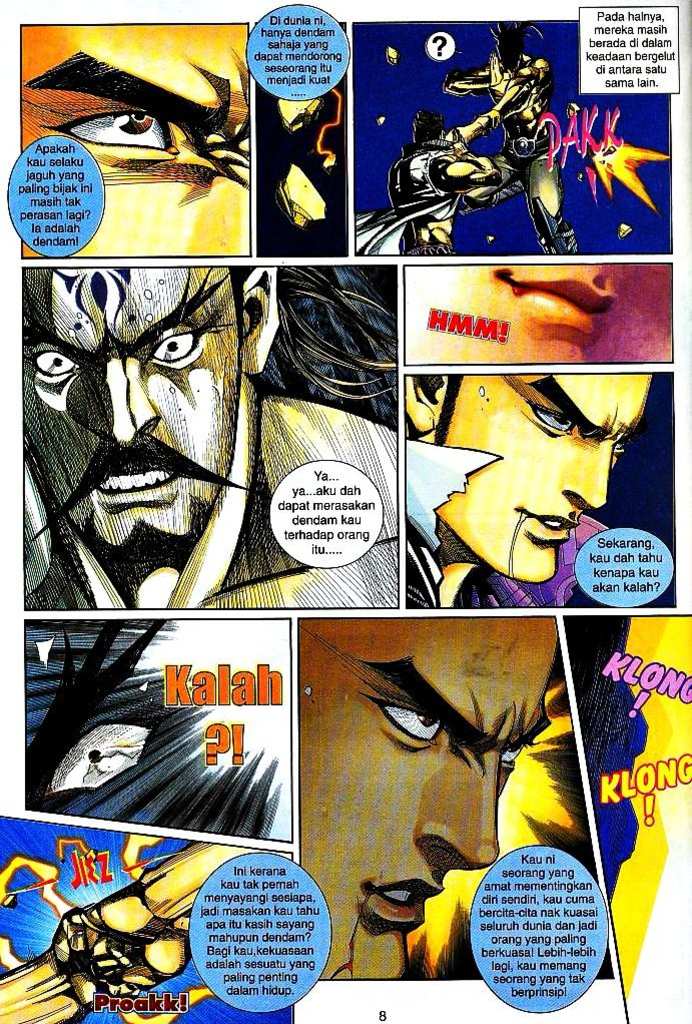 Apakah
kau selaku
jaguh yang
paling bijak ini
masih tak
perasan lagi?
Ia adalah
dendam!
Di dunia ni,
hanya dendam
sahaja yang
dapat mendorong
seseorang itu
menjadi kuat
.....
?
Pada halnya,
mereka masih
berada di dalam
keadaan bergelut
di antara satu
sama lain.
PAKK
!!
Ya...
ya...aku dah
dapat merasakan
dendam kau
terhadap orang
itu.....
HMM!
Sekarang,
kau dah tahu
kenapa kau
akan kalah?
Kalah
?!
KLONG
!
KLONG
!
JIZZ
Proakk!
Ini kerana
kau tak pernah
menyayangi sesiapa,
jadi masakan kau tahu
apa itu kasih sayang
mahupun dendam?
Bagi kau,kekuasaan
adalah sesuatu yang
paling penting
dalam hidup.
Kau ni
seorang yang
amat mementingkan
diri sendiri, kau cuma
bercita-cita nak kuasai
seluruh dunia dan jadi
orang yang paling
berkuasa! Lebih-lebih
lagi, kau memang
seorang yang tak
berprinsip!
8